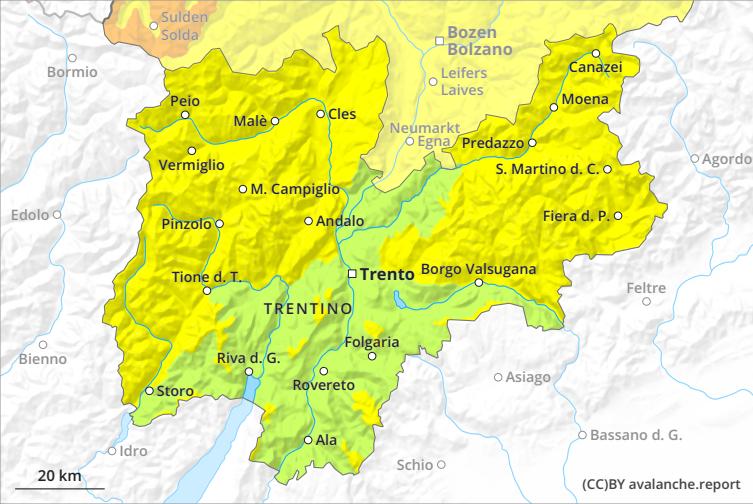 Sulden
Solda
Bozen
Bolzano
Bormio
Canazei
Leifers
Laives
Peio
Moena
Malè
Cles
Neumarkt
Egna
Predazzo
Vermiglio
Agordo
S. Martino d. C.
M. Campiglio
Edolo
Pinzolo
Andalo
Fiera d. P.
Trento
Borgo Valsugana
Tione d. T.
Feltre
TRENTINO
Folgaria
Bienno
Riva d. G.
Rovereto
Asiago
Storo
Ala
Bassano d. G.
Idro
Schio
20 km
(CC)BY avalanche.report